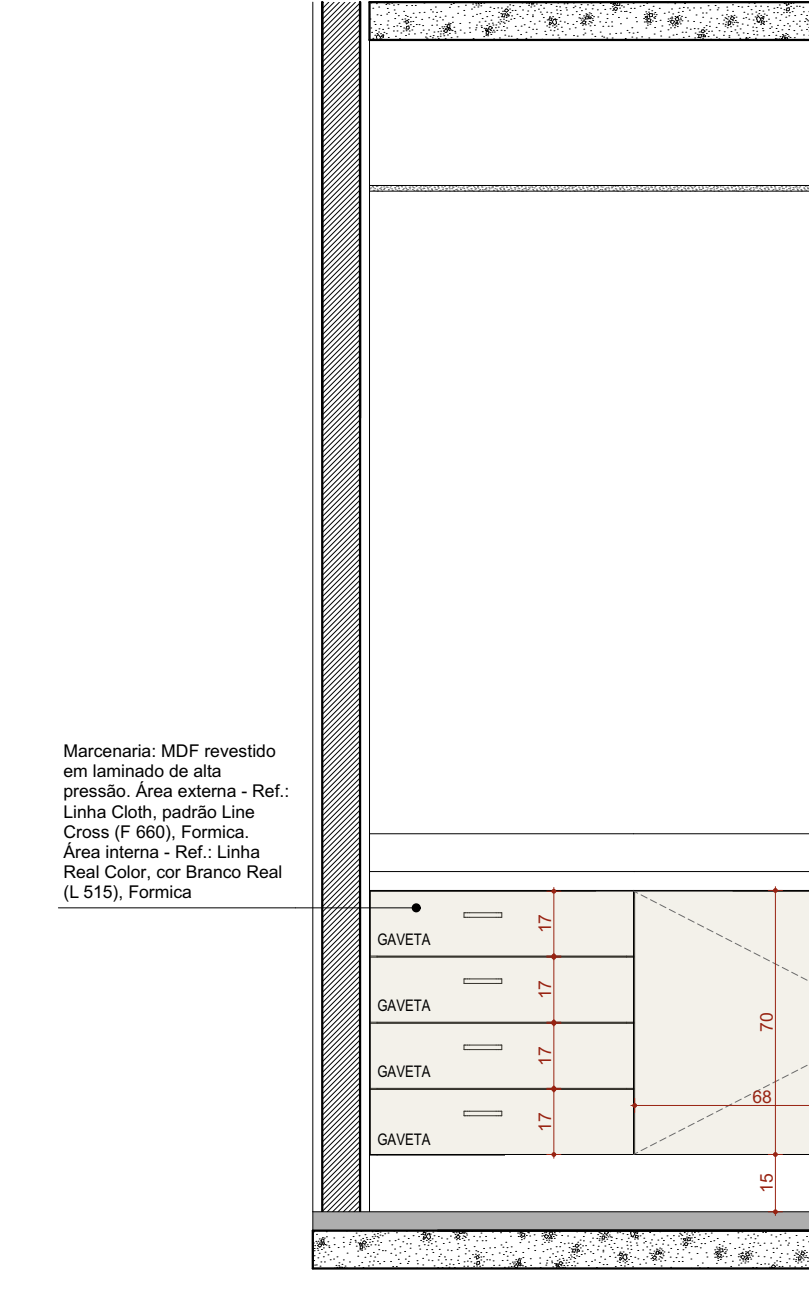 Marcenaria: MDF revestido
em laminado de alta
pressão. Área externa - Ref.:
Linha Cloth, padrão Line
Cross (F 660), Formica.
Área interna - Ref.: Linha
Real Color, cor Branco Real
(L 515), Formica
GAVETA
17
GAVETA
17
GAVETA
17
GAVETA
17
70
68
15